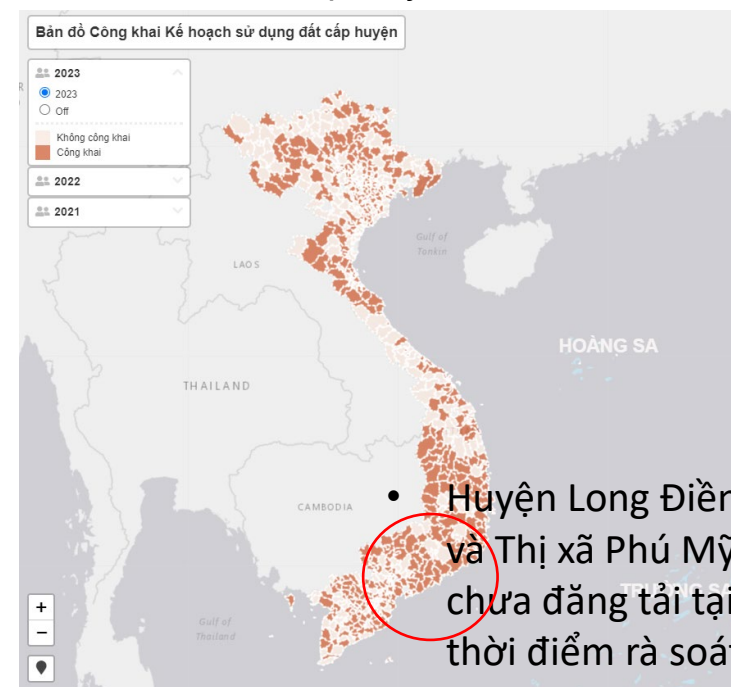 Bản đồ Công khai Kế hoạch sử dụng đất cấp huyện
2023
2023
Off
Không công khai
Công khai
2022
2021
Gulf of
Tonkin
LAOS
HOÀNG SA
THAILAND
CAMBODIA
• Huyện Long Điền
và Thị xã Phú Mỹ
chưa đăng tải tại
thời điểm rà soát
TRƯỜNG SA
Gulf of
Thailand
+
−